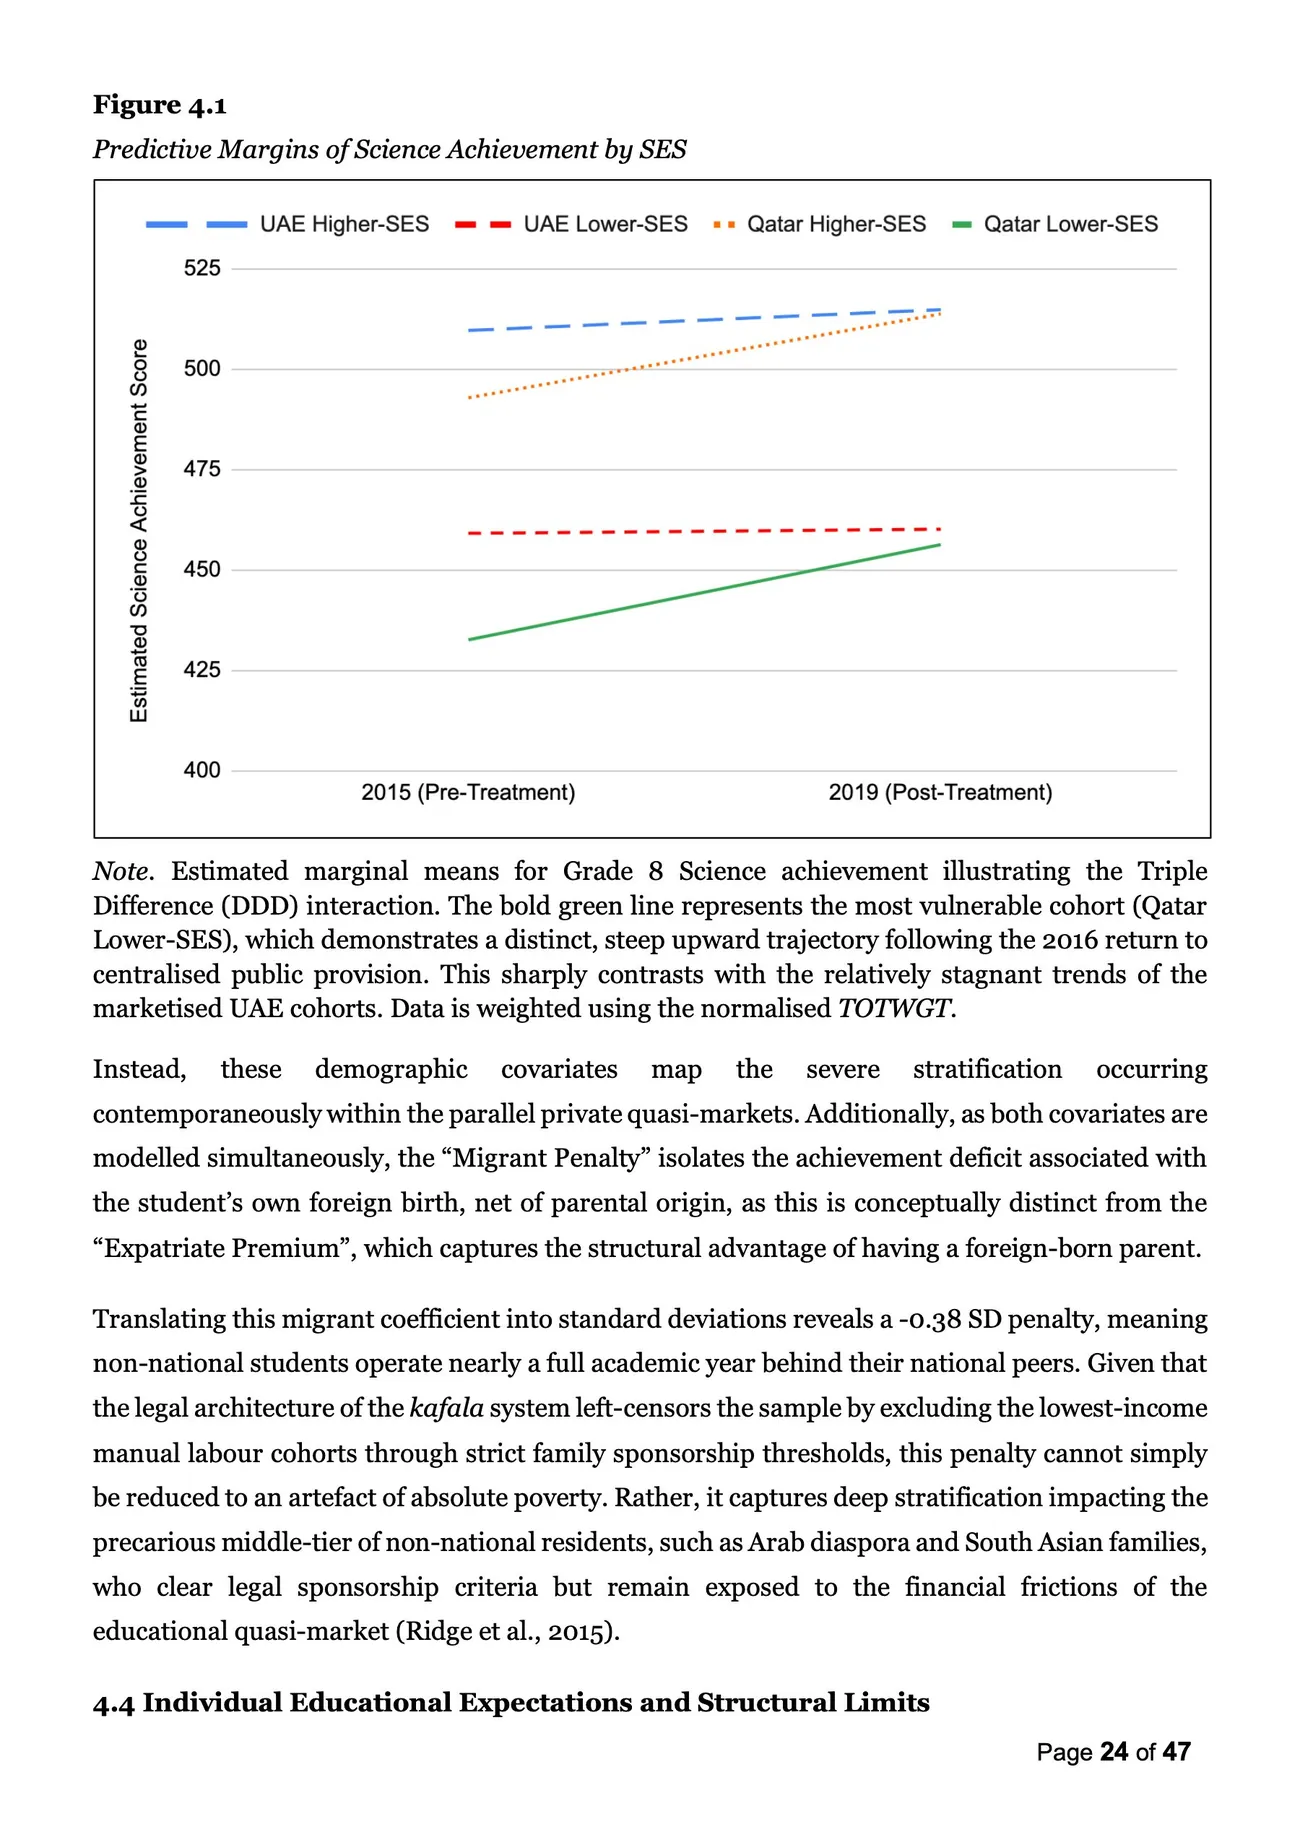 Figure 4.1
Predictive Margins of Science Achievement by SES
UAE Higher-SES UAE Lower-SES Qatar Higher-SES Qatar Lower-SES
525
500
475
450
425
400
Estimated Science Achievement Score
2015 (Pre-Treatment) 2019 (Post-Treatment)
Note. Estimated marginal means for Grade 8 Science achievement illustrating the Triple
Difference (DDD) interaction. The bold green line represents the most vulnerable cohort (Qatar
Lower-SES), which demonstrates a distinct, steep upward trajectory following the 2016 return to
centralised public provision. This sharply contrasts with the relatively stagnant trends of the
marketised UAE cohorts. Data is weighted using the normalised TOTWGT.
Instead, these demographic covariates map the severe stratification occurring
contemporaneously within the parallel private quasi-markets. Additionally, as both covariates are
modelled simultaneously, the “Migrant Penalty” isolates the achievement deficit associated with
the student’s own foreign birth, net of parental origin, as this is conceptually distinct from the
“Expatriate Premium”, which captures the structural advantage of having a foreign-born parent.
Translating this migrant coefficient into standard deviations reveals a -0.38 SD penalty, meaning
non-national students operate nearly a full academic year behind their national peers. Given that
the legal architecture of the kafala system left-censors the sample by excluding the lowest-income
manual labour cohorts through strict family sponsorship thresholds, this penalty cannot simply
be reduced to an artefact of absolute poverty. Rather, it captures deep stratification impacting the
precarious middle-tier of non-national residents, such as Arab diaspora and South Asian families,
who clear legal sponsorship criteria but remain exposed to the financial frictions of the
educational quasi-market (Ridge et al., 2015).
4.4 Individual Educational Expectations and Structural Limits
Page 24 of 47